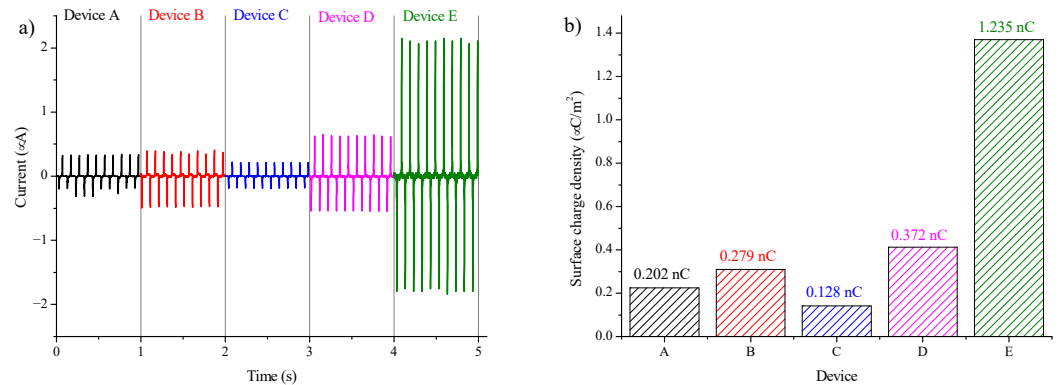 a)
Device A
Device B
Device C
Device D
Device E
2
1
0
−1
−2
Current (∝A)
0
1
2
3
4
5
Time (s)
b)
1.4
1.2
1.0
0.8
0.6
0.4
0.2
0.0
Surface charge density (∝C/m²)
0.202 nC
0.279 nC
0.128 nC
0.372 nC
1.235 nC
A
B
C
D
E
Device